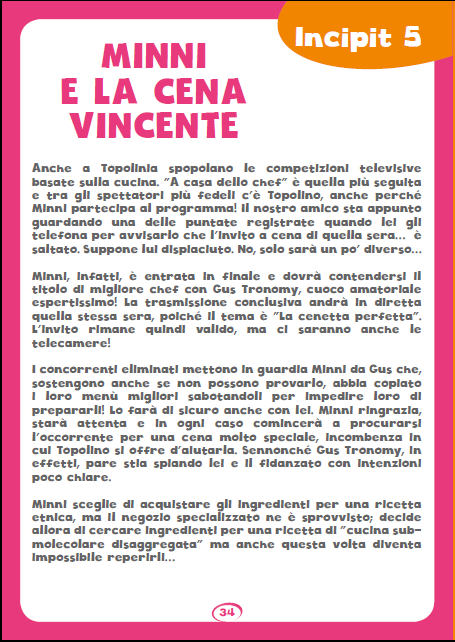 Incipit 5
MINNI
E LA CENA
VINCENTE
Anche a Topolinia spopolano le competizioni televisive
basate sulla cucina. "A casa dello chef" è quella più seguita
e tra gli spettatori più fedeli c'è Topolino, anche perché
Minni partecipa al programma! Il nostro amico sta appunto
guardando una delle puntate registrate quando lei gli
telefona per avvisarlo che l'invito a cena di quella sera... è
saltato. Suppone lui dispiaciuto. No, solo sarà un po' diverso...
Minni, infatti, è entrata in finale e dovrà contendersi il
titolo di migliore chef con Gus Tronomy, cuoco amatoriale
espertissimo! La trasmissione conclusiva andrà in diretta
quella stessa sera, poiché il tema è "La cenetta perfetta".
L'invito rimane quindi valido, ma ci saranno anche le
telecamere!
I concorrenti eliminati mettono in guardia Minni da Gus che,
sostengono anche se non possono provarlo, abbia copiato
i loro menù migliori sabotandoli per impedire loro di
prepararli! Lo farà di sicuro anche con lei. Minni ringrazia,
starà attenta e in ogni caso comincerà a procurarsi
l'occorrente per una cena molto speciale, incombenza in
cui Topolino si offre d'aiutarla. Sennonché Gus Tronomy, in
effetti, pare stia spiando lei e il fidanzato con intenzioni
poco chiare.
Minni sceglie di acquistare gli ingredienti per una ricetta
etnica, ma il negozio specializzato ne è sprovvisto; decide
allora di cercare ingredienti per una ricetta di "cucina sub-
molecolare disaggregata" ma anche questa volta diventa
impossibile reperirli...
34